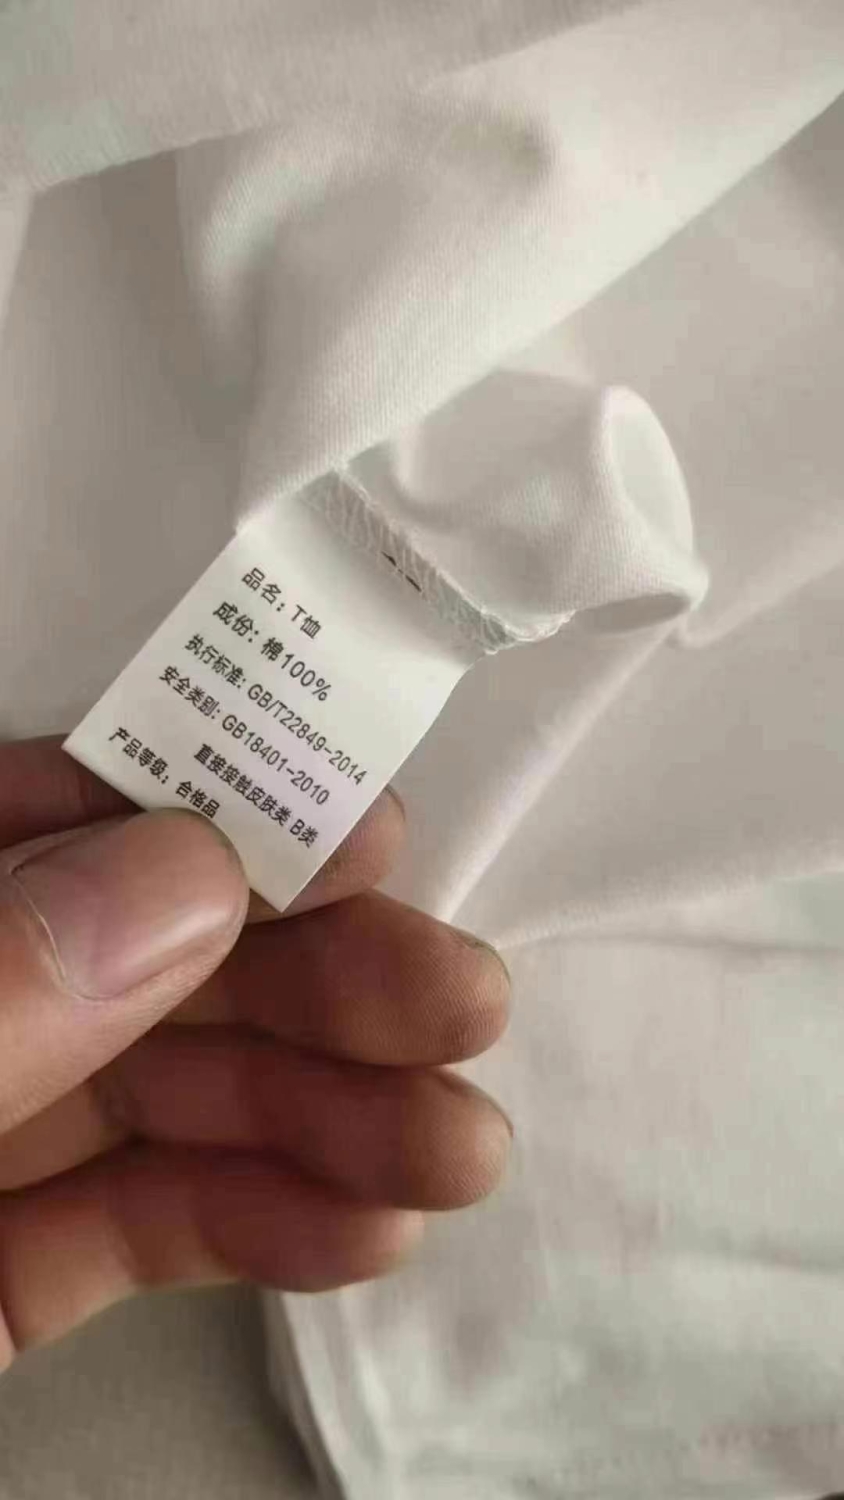 品名：T恤
成份：棉100%
执行标准：GB/T22849-2014
安全类别：GB18401-2010
直接接触皮肤类 B类
产品等级：合格品